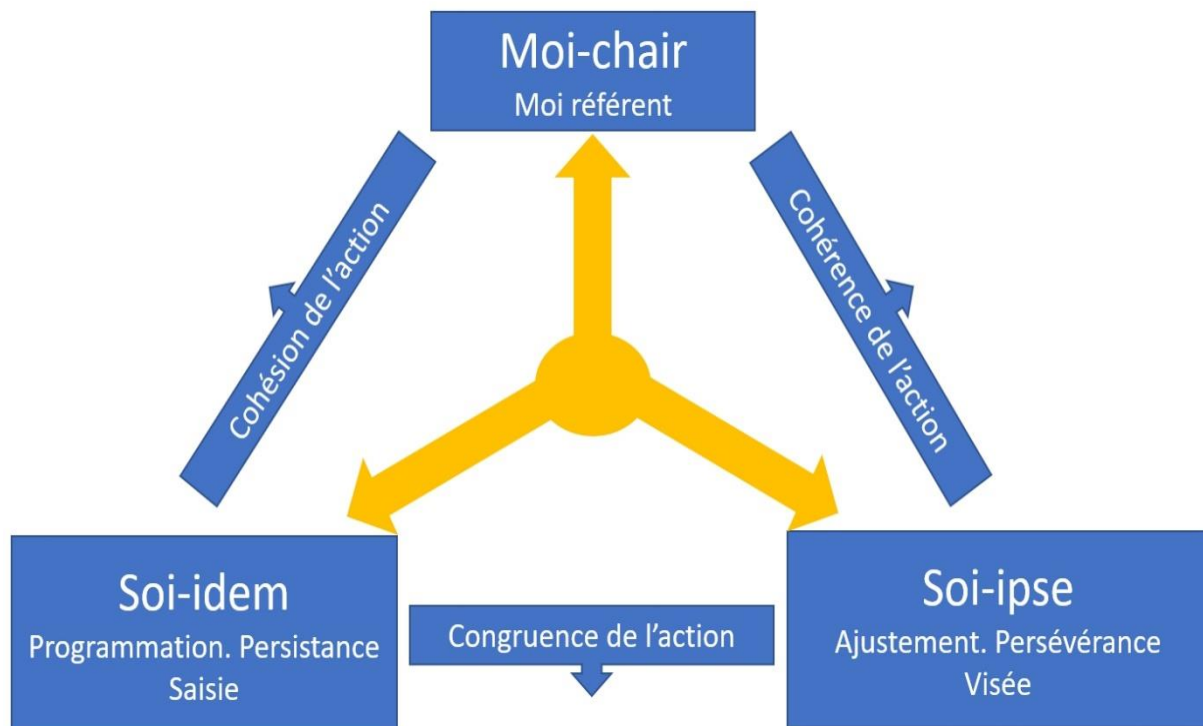 Moi-chair
Moi référent
Cohésion de l'action
Cohérence de l'action
Soi-idem
Programmation. Persistance
Saisie
Congruence de l'action
Soi-ipse
Ajustement. Persévérance
Visée